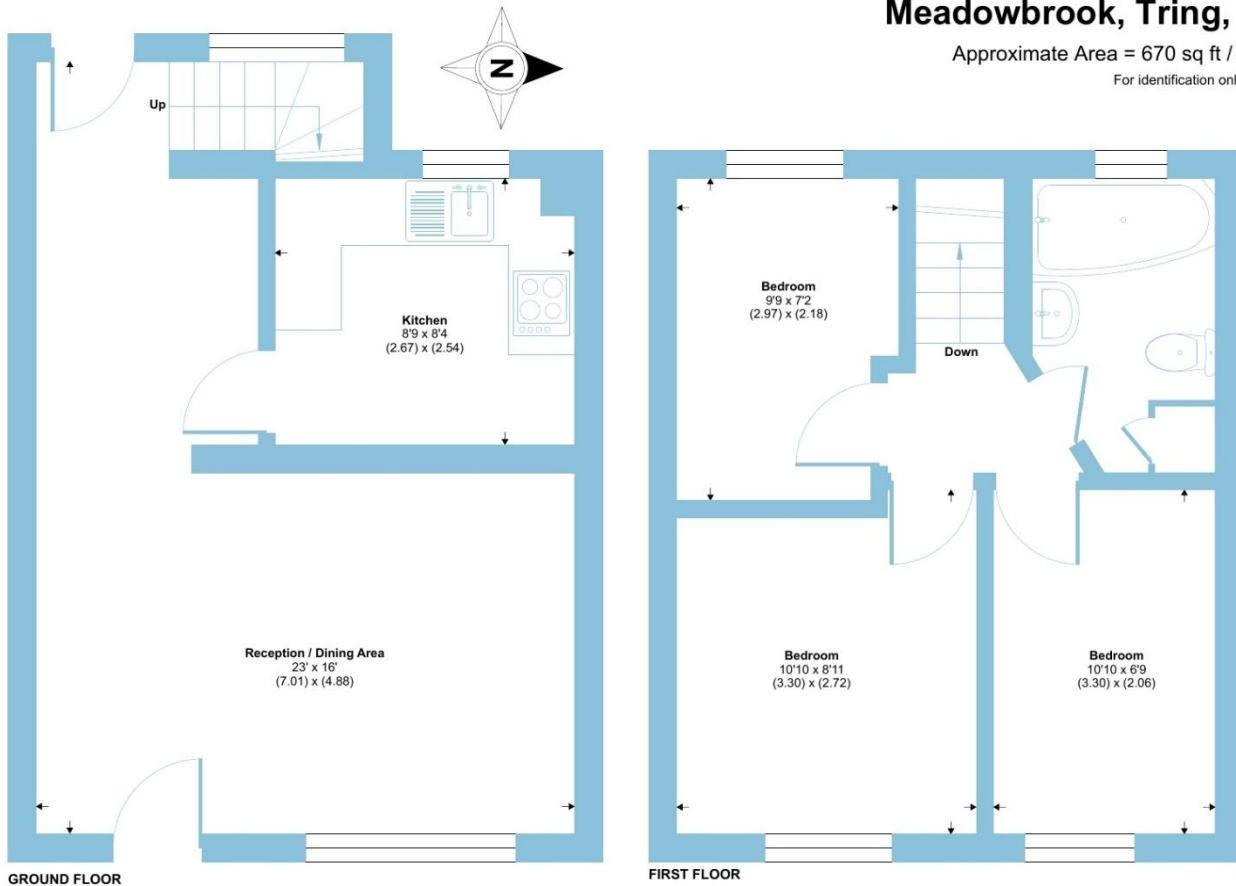 Meadowbrook, Tring,
Approximate Area = 670 sq ft /
For identification onl
N
Up
Kitchen
8'9 x 8'4
(2.67) x (2.54)
Reception / Dining Area
23' x 16'
(7.01) x (4.88)
GROUND FLOOR
Bedroom
9'9 x 7'2
(2.97) x (2.18)
Down
Bedroom
10'10 x 8'11
(3.30) x (2.72)
Bedroom
10'10 x 6'9
(3.30) x (2.06)
FIRST FLOOR